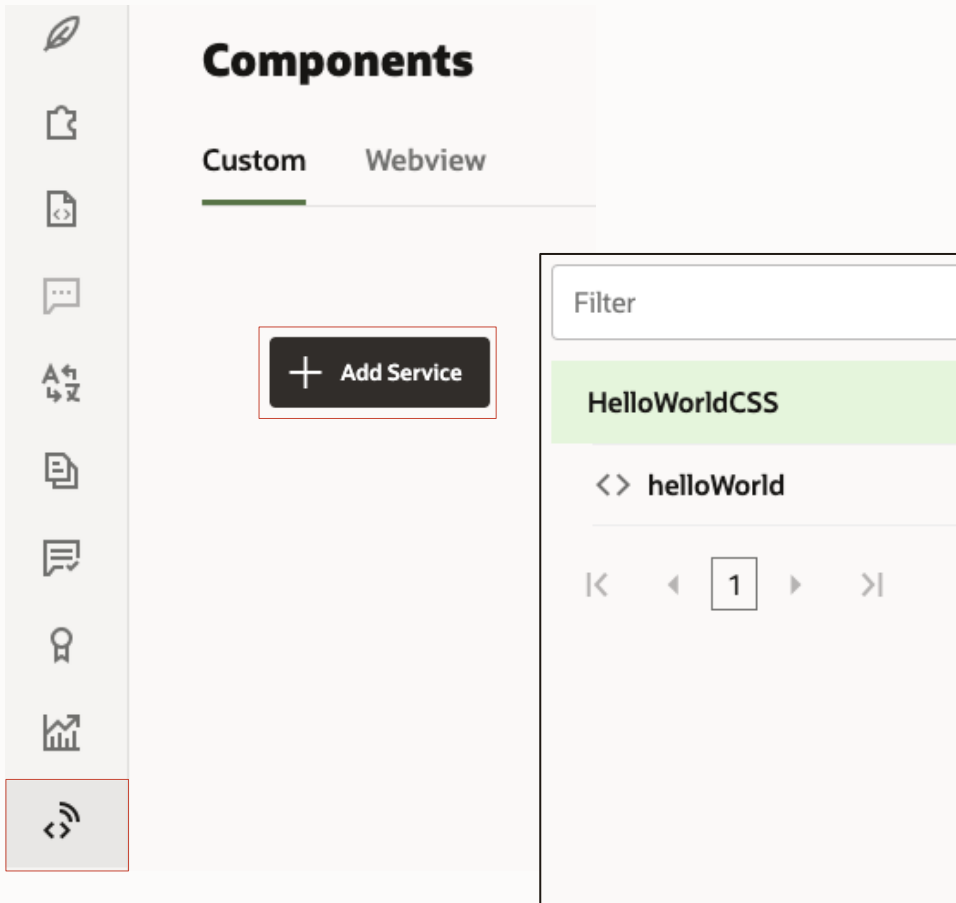 Components
Custom Webview
Add Service
Filter
HelloWorldCSS
<> helloWorld
1